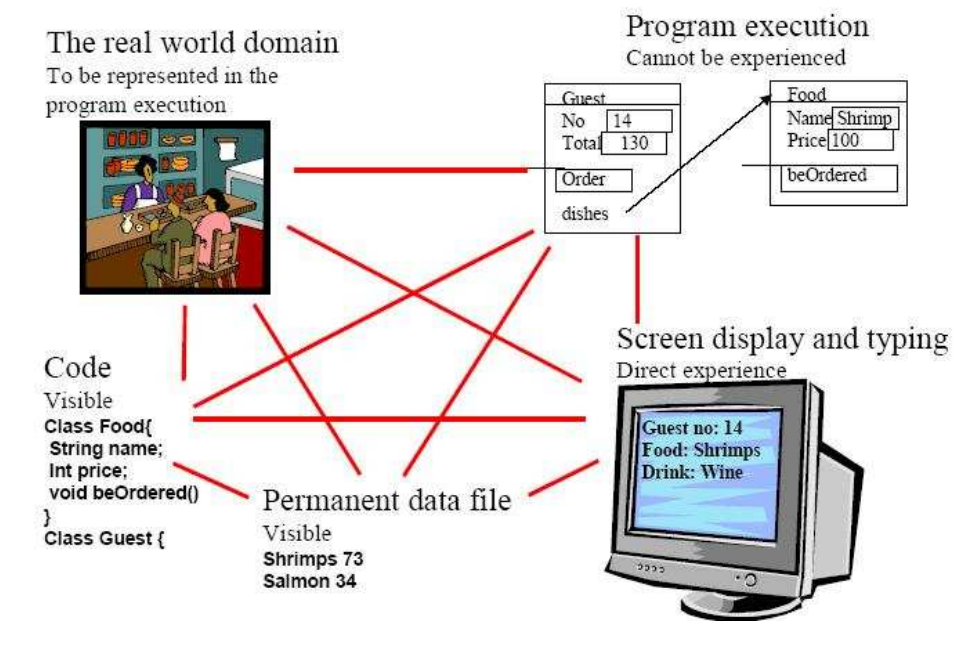 The real world domain
To be represented in the
program execution
Program execution
Cannot be experienced
Guest
No 14
Total 130
Order
dishes
Food
Name Shrimp
Price 100
beOrdered
Code
Visible
Class Food{
String name;
Int price;
void beOrdered()
}
Class Guest {
Permanent data file
Visible
Shrimps 73
Salmon 34
Screen display and typing
Direct experience
Guest no: 14
Food: Shrimps
Drink: Wine